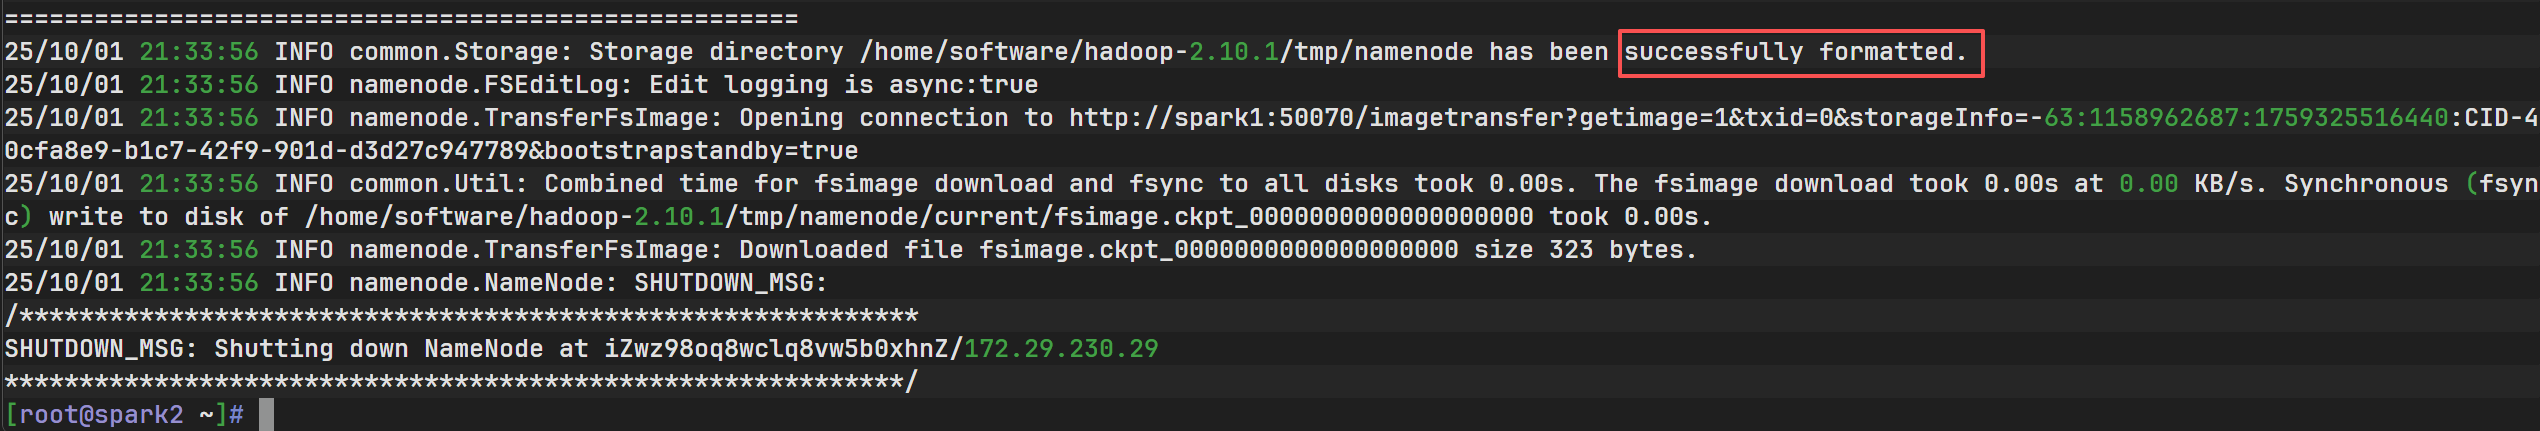 =====================================================
25/10/01 21:33:56 INFO common.Storage: Storage directory /home/software/hadoop-2.10.1/tmp/namenode has been successfully formatted.
25/10/01 21:33:56 INFO namenode.FSEditLog: Edit logging is async:true
25/10/01 21:33:56 INFO namenode.TransferFsImage: Opening connection to http://spark1:50070/imagetransfer?getimage=1&txid=0&storageInfo=-63:1158962687:1759325516440:CID-4
0cfa8e9-b1c7-42f9-901d-d3d27c947789&bootstrapstandby=true
25/10/01 21:33:56 INFO common.Util: Combined time for fsimage download and fsync to all disks took 0.00s. The fsimage download took 0.00s at 0.00 KB/s. Synchronous (fsyn
c) write to disk of /home/software/hadoop-2.10.1/tmp/namenode/current/fsimage.ckpt_0000000000000000000 took 0.00s.
25/10/01 21:33:56 INFO namenode.TransferFsImage: Downloaded file fsimage.ckpt_0000000000000000000 size 323 bytes.
25/10/01 21:33:56 INFO namenode.NameNode: SHUTDOWN_MSG:
/************************************************************
SHUTDOWN_MSG: Shutting down NameNode at iZwz98oq8wclq8vw5b0xhnZ/172.29.230.29
************************************************************/
[root@spark2 ~]#